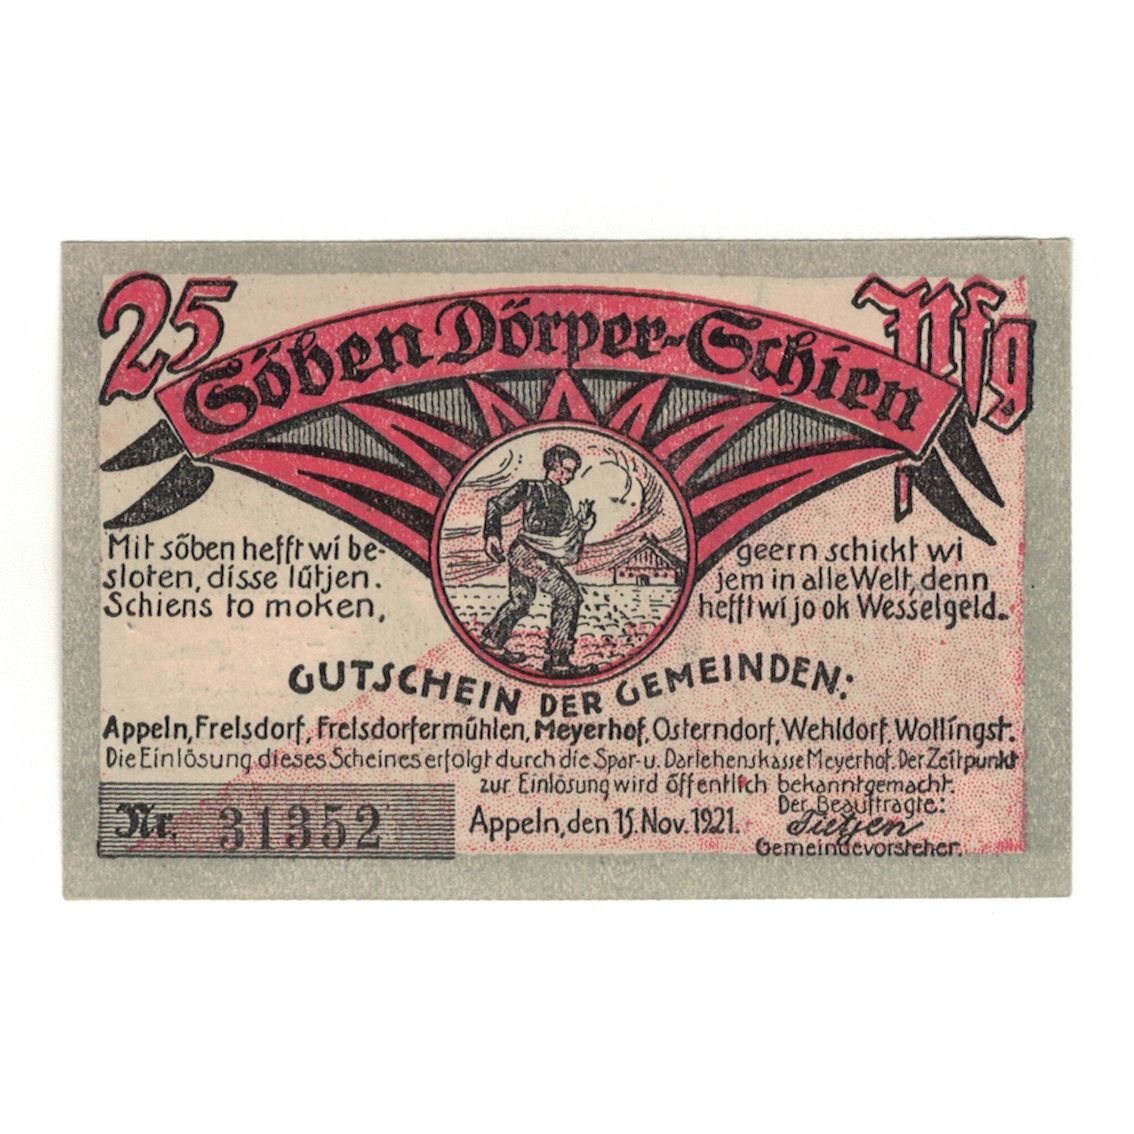 25 Pfg
Söben Dörper-Schien
Mit söben hefft wi be-
sloten, disse lütjen.
Schiens to moken,
geern schickt wi
jem in alle Welt, denn
hefft wi jo ok Wesselgeld.
GUTSCHEIN DER GEMEINDEN:
Appeln, Frelsdorf, Frelsdorfermühlen, Meyerhof, Osterndorf, Wehldorf, Wollingst.
Die Einlösung dieses Scheines erfolgt durch die Spar-u. Darlehenskasse Meyerhof. Der Zeitpunkt
zur Einlösung wird öffentlich bekanntgemacht.
Nr. 31352
Appeln, den 15. Nov. 1921.
Der Beauftragte:
Tietjen
Gemeindevorsteher.